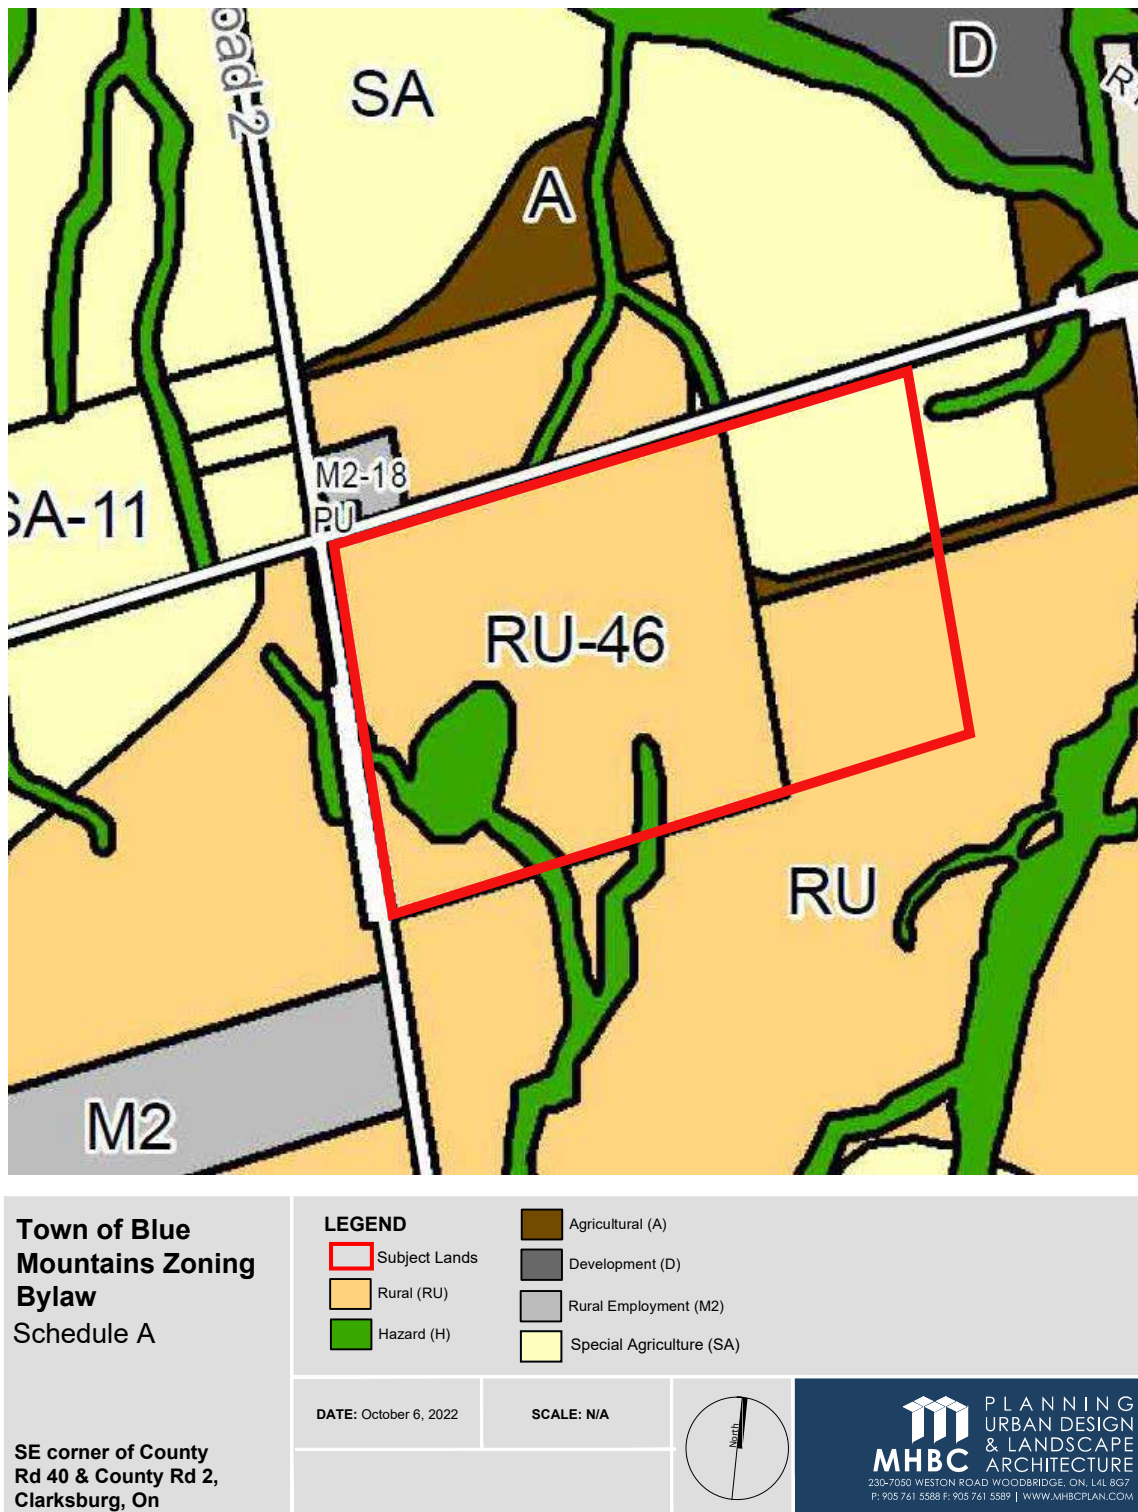 oad-2
SA
D
A
M2-18
PU
SA-11
RU-46
RU
M2
Town of Blue
Mountains Zoning
Bylaw
Schedule A
SE corner of County
Rd 40 & County Rd 2,
Clarksburg, On
LEGEND
Subject Lands
Rural (RU)
Hazard (H)
Agricultural (A)
Development (D)
Rural Employment (M2)
Special Agriculture (SA)
DATE: October 6, 2022
SCALE: N/A
North
MHBC
PLANNING
URBAN DESIGN
& LANDSCAPE
ARCHITECTURE
230-7050 WESTON ROAD WOODBRIDGE, ON, L4L 8G7
P: 905 761 5588 F: 905 761 5589 | WWW.MHBCPLAN.COM